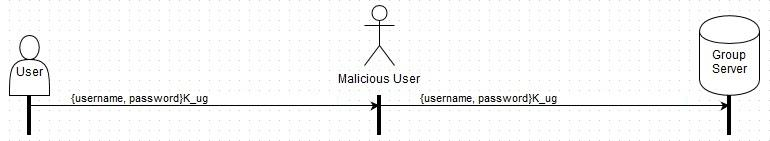 User
Malicious User
Group
Server
{username, password}K_ug
{username, password}K_ug